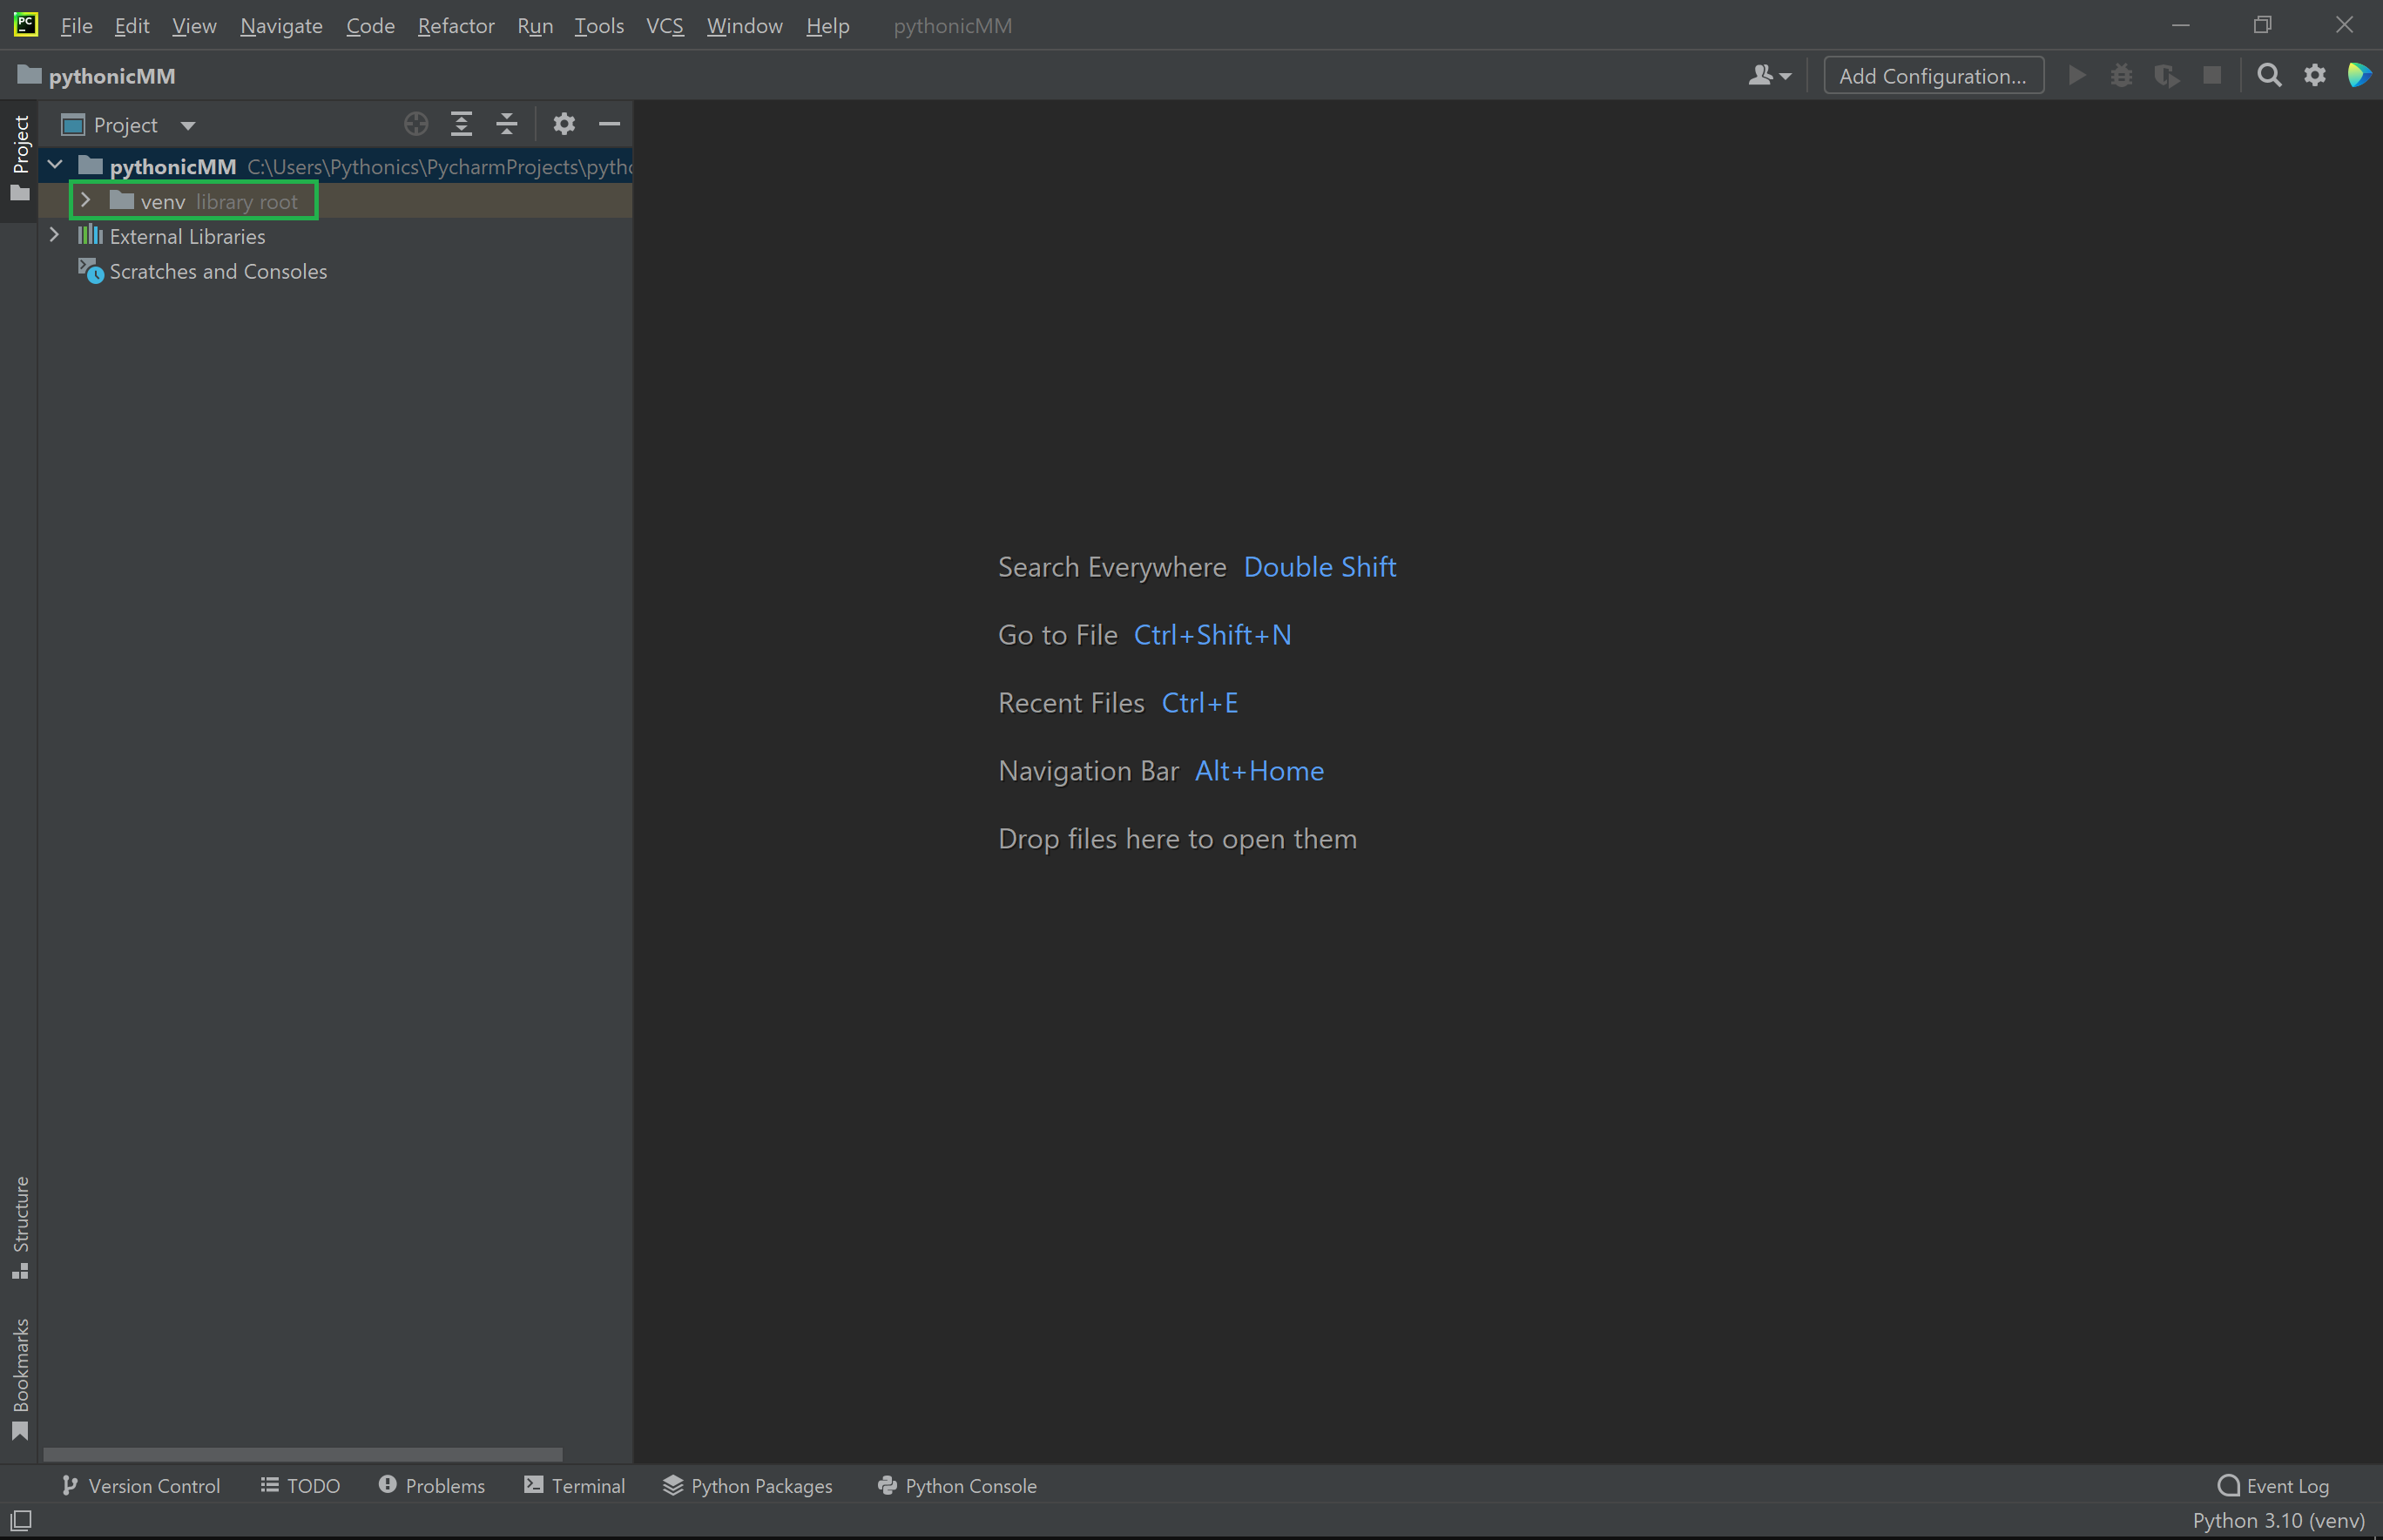 PC
File Edit View Navigate Code Refactor Run Tools VCS Window Help pythonicMM
pythonicMM
Add Configuration...
Project
Project
pythonicMM C:\Users\Pythonics\PycharmProjects\pytho
venv library root
External Libraries
Scratches and Consoles
Search Everywhere Double Shift
Go to File Ctrl+Shift+N
Recent Files Ctrl+E
Navigation Bar Alt+Home
Drop files here to open them
Structure
Bookmarks
Version Control TODO Problems Terminal Python Packages Python Console Event Log
Python 3.10 (venv)